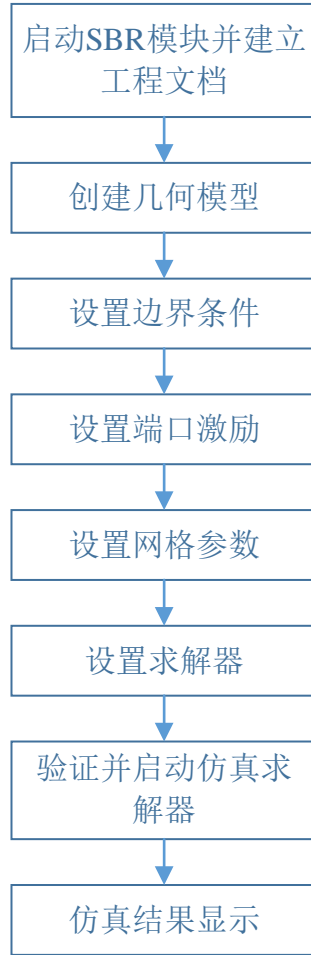 启动SBR模块并建立
工程文档
创建几何模型
设置边界条件
设置端口激励
设置网格参数
设置求解器
验证并启动仿真求
解器
仿真结果显示